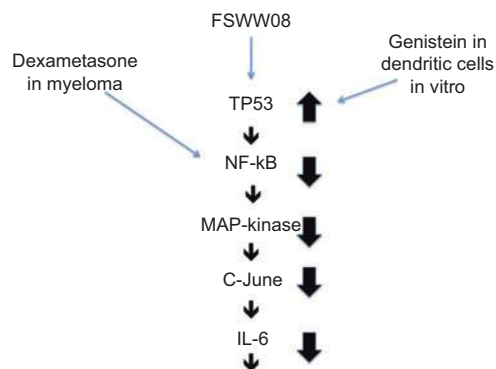 FSWW08
Dexametasone
in myeloma
Genistein in
dendritic cells
in vitro
TP53
NF-kB
MAP-kinase
C-June
IL-6